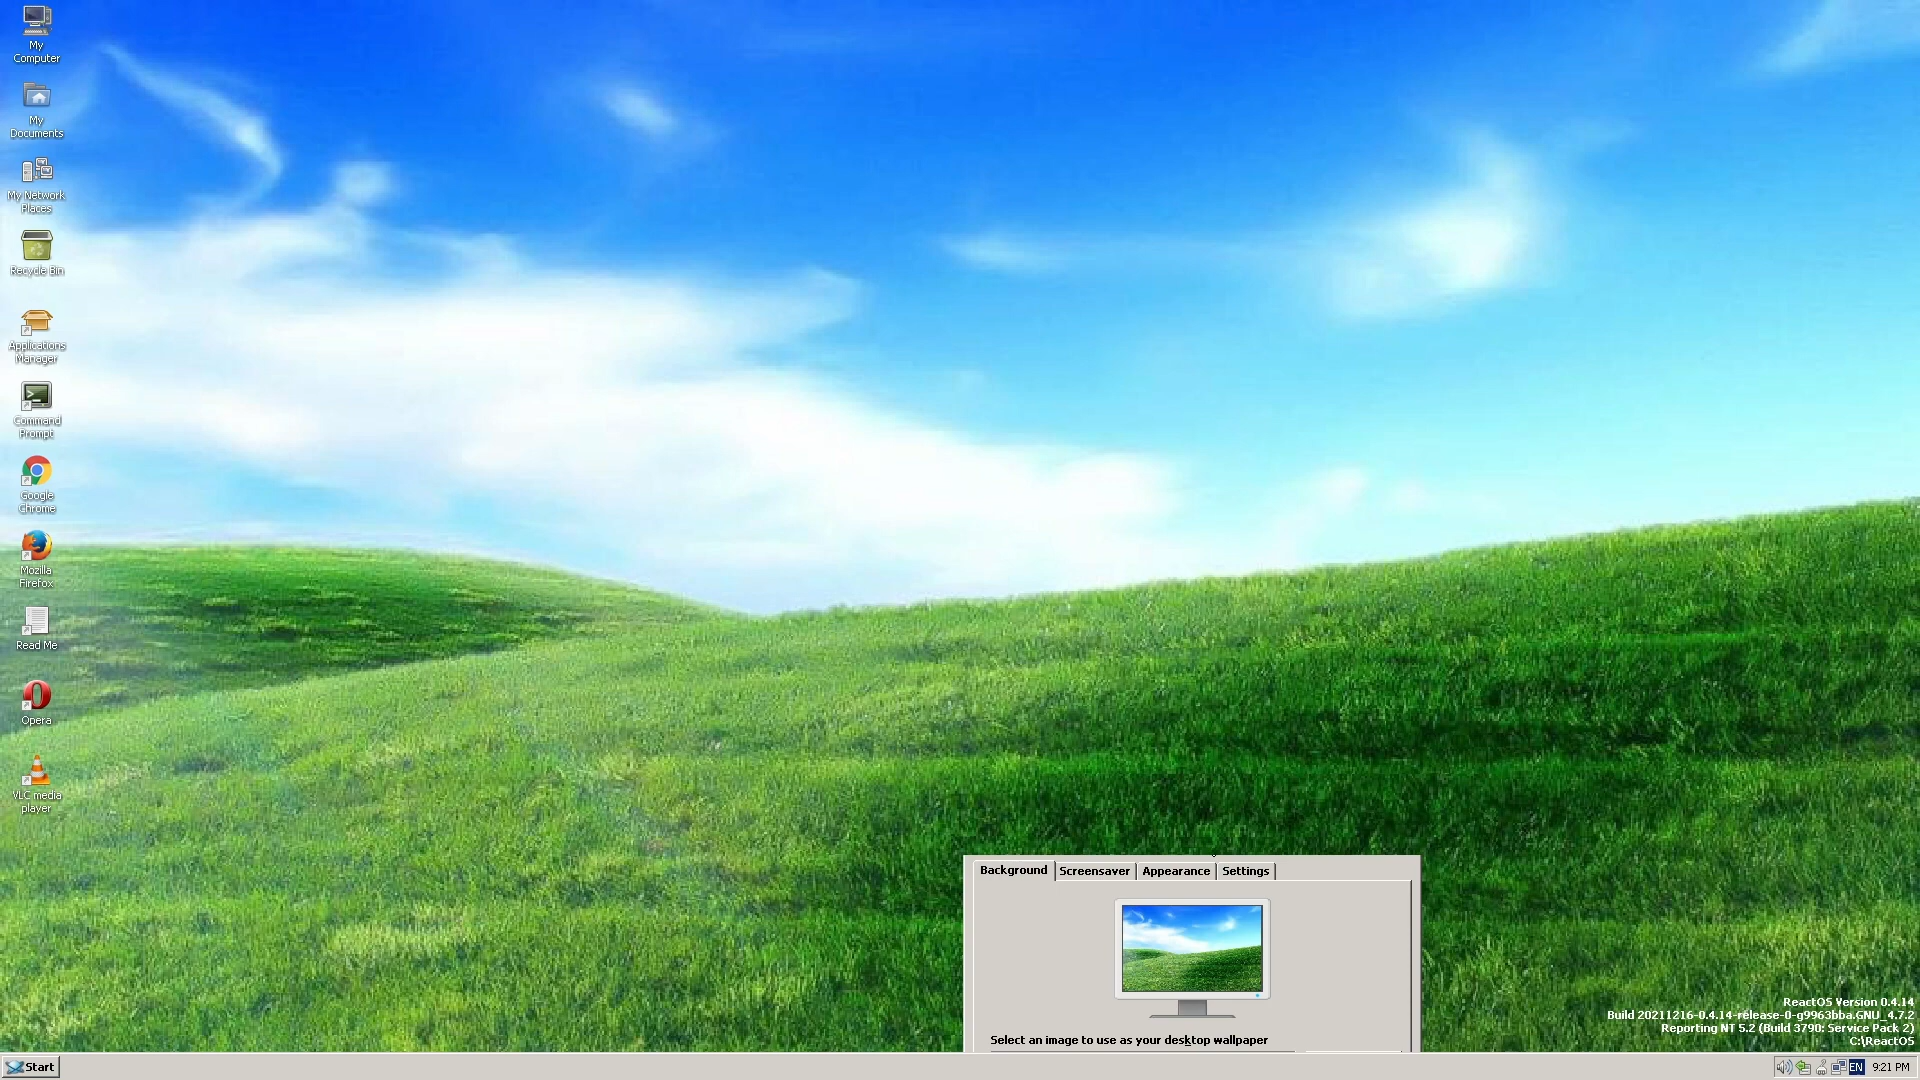 My
Computer
My
Documents
My Network
Places
Recycle Bin
Applications
Manager
Command
Prompt
Google
Chrome
Mozilla
Firefox
Read Me
Opera
VLC media
player
Background
Screensaver
Appearance
Settings
Select an image to use as your desktop wallpaper
ReactOS Version 0.4.14
Build 20211216-0.4.14-release-0-g9963bba.GNU_4.7.2
Reporting NT 5.2 (Build 3790: Service Pack 2)
C:\ReactOS
Start
EN
9:21 PM